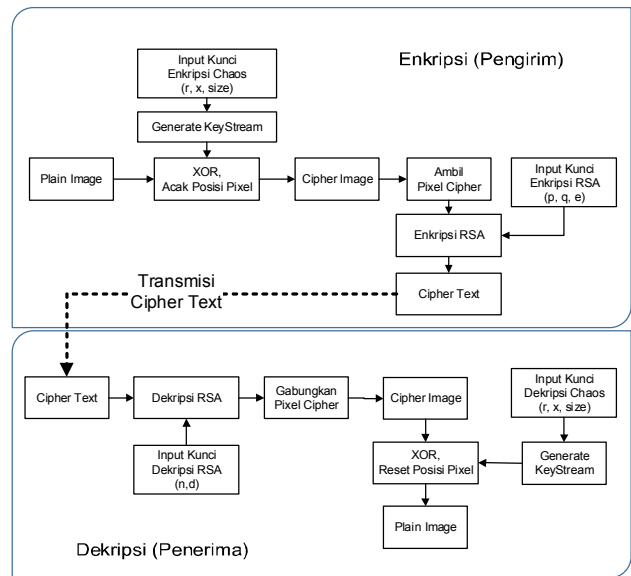 Enkripsi (Pengirim)
Input Kunci
Enkripsi Chaos
(r, x, size)
Generate KeyStream
Plain Image
XOR,
Acak Posisi Pixel
Cipher Image
Ambil
Pixel Cipher
Input Kunci
Enkripsi RSA
(p, q, e)
Enkripsi RSA
Cipher Text
Transmisi
Cipher Text
Cipher Text
Dekripsi RSA
Gabungkan
Pixel Cipher
Cipher Image
Input Kunci
Dekripsi Chaos
(r, x, size)
Input Kunci
Dekripsi RSA
(n,d)
XOR,
Reset Posisi Pixel
Generate
KeyStream
Plain Image
Dekripsi (Penerima)